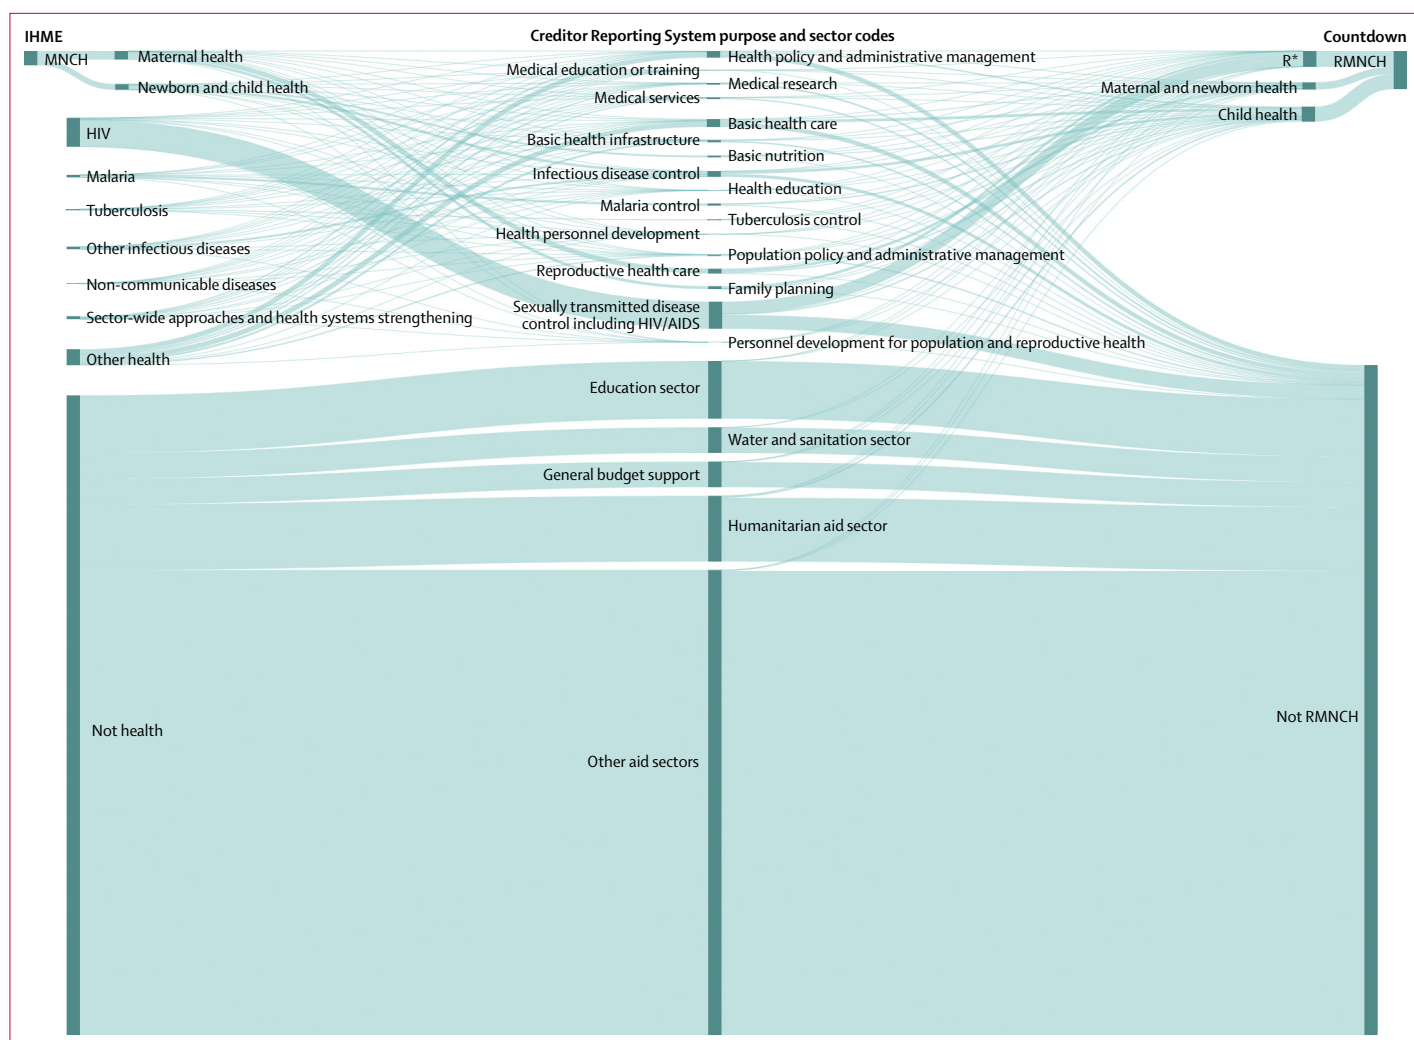 IHME
Creditor Reporting System purpose and sector codes
Countdown
MNCH
Maternal health
Newborn and child health
HIV
Malaria
Tuberculosis
Other infectious diseases
Non-communicable diseases
Sector-wide approaches and health systems strengthening
Other health
Not health
Health policy and administrative management
Medical education or training
Medical research
Medical services
Basic health care
Basic health infrastructure
Basic nutrition
Infectious disease control
Health education
Malaria control
Tuberculosis control
Health personnel development
Population policy and administrative management
Reproductive health care
Family planning
Sexually transmitted disease
control including HIV/AIDS
Personnel development for population and reproductive health
Education sector
Water and sanitation sector
General budget support
Humanitarian aid sector
Other aid sectors
R*
RMNCH
Maternal and newborn health
Child health
Not RMNCH